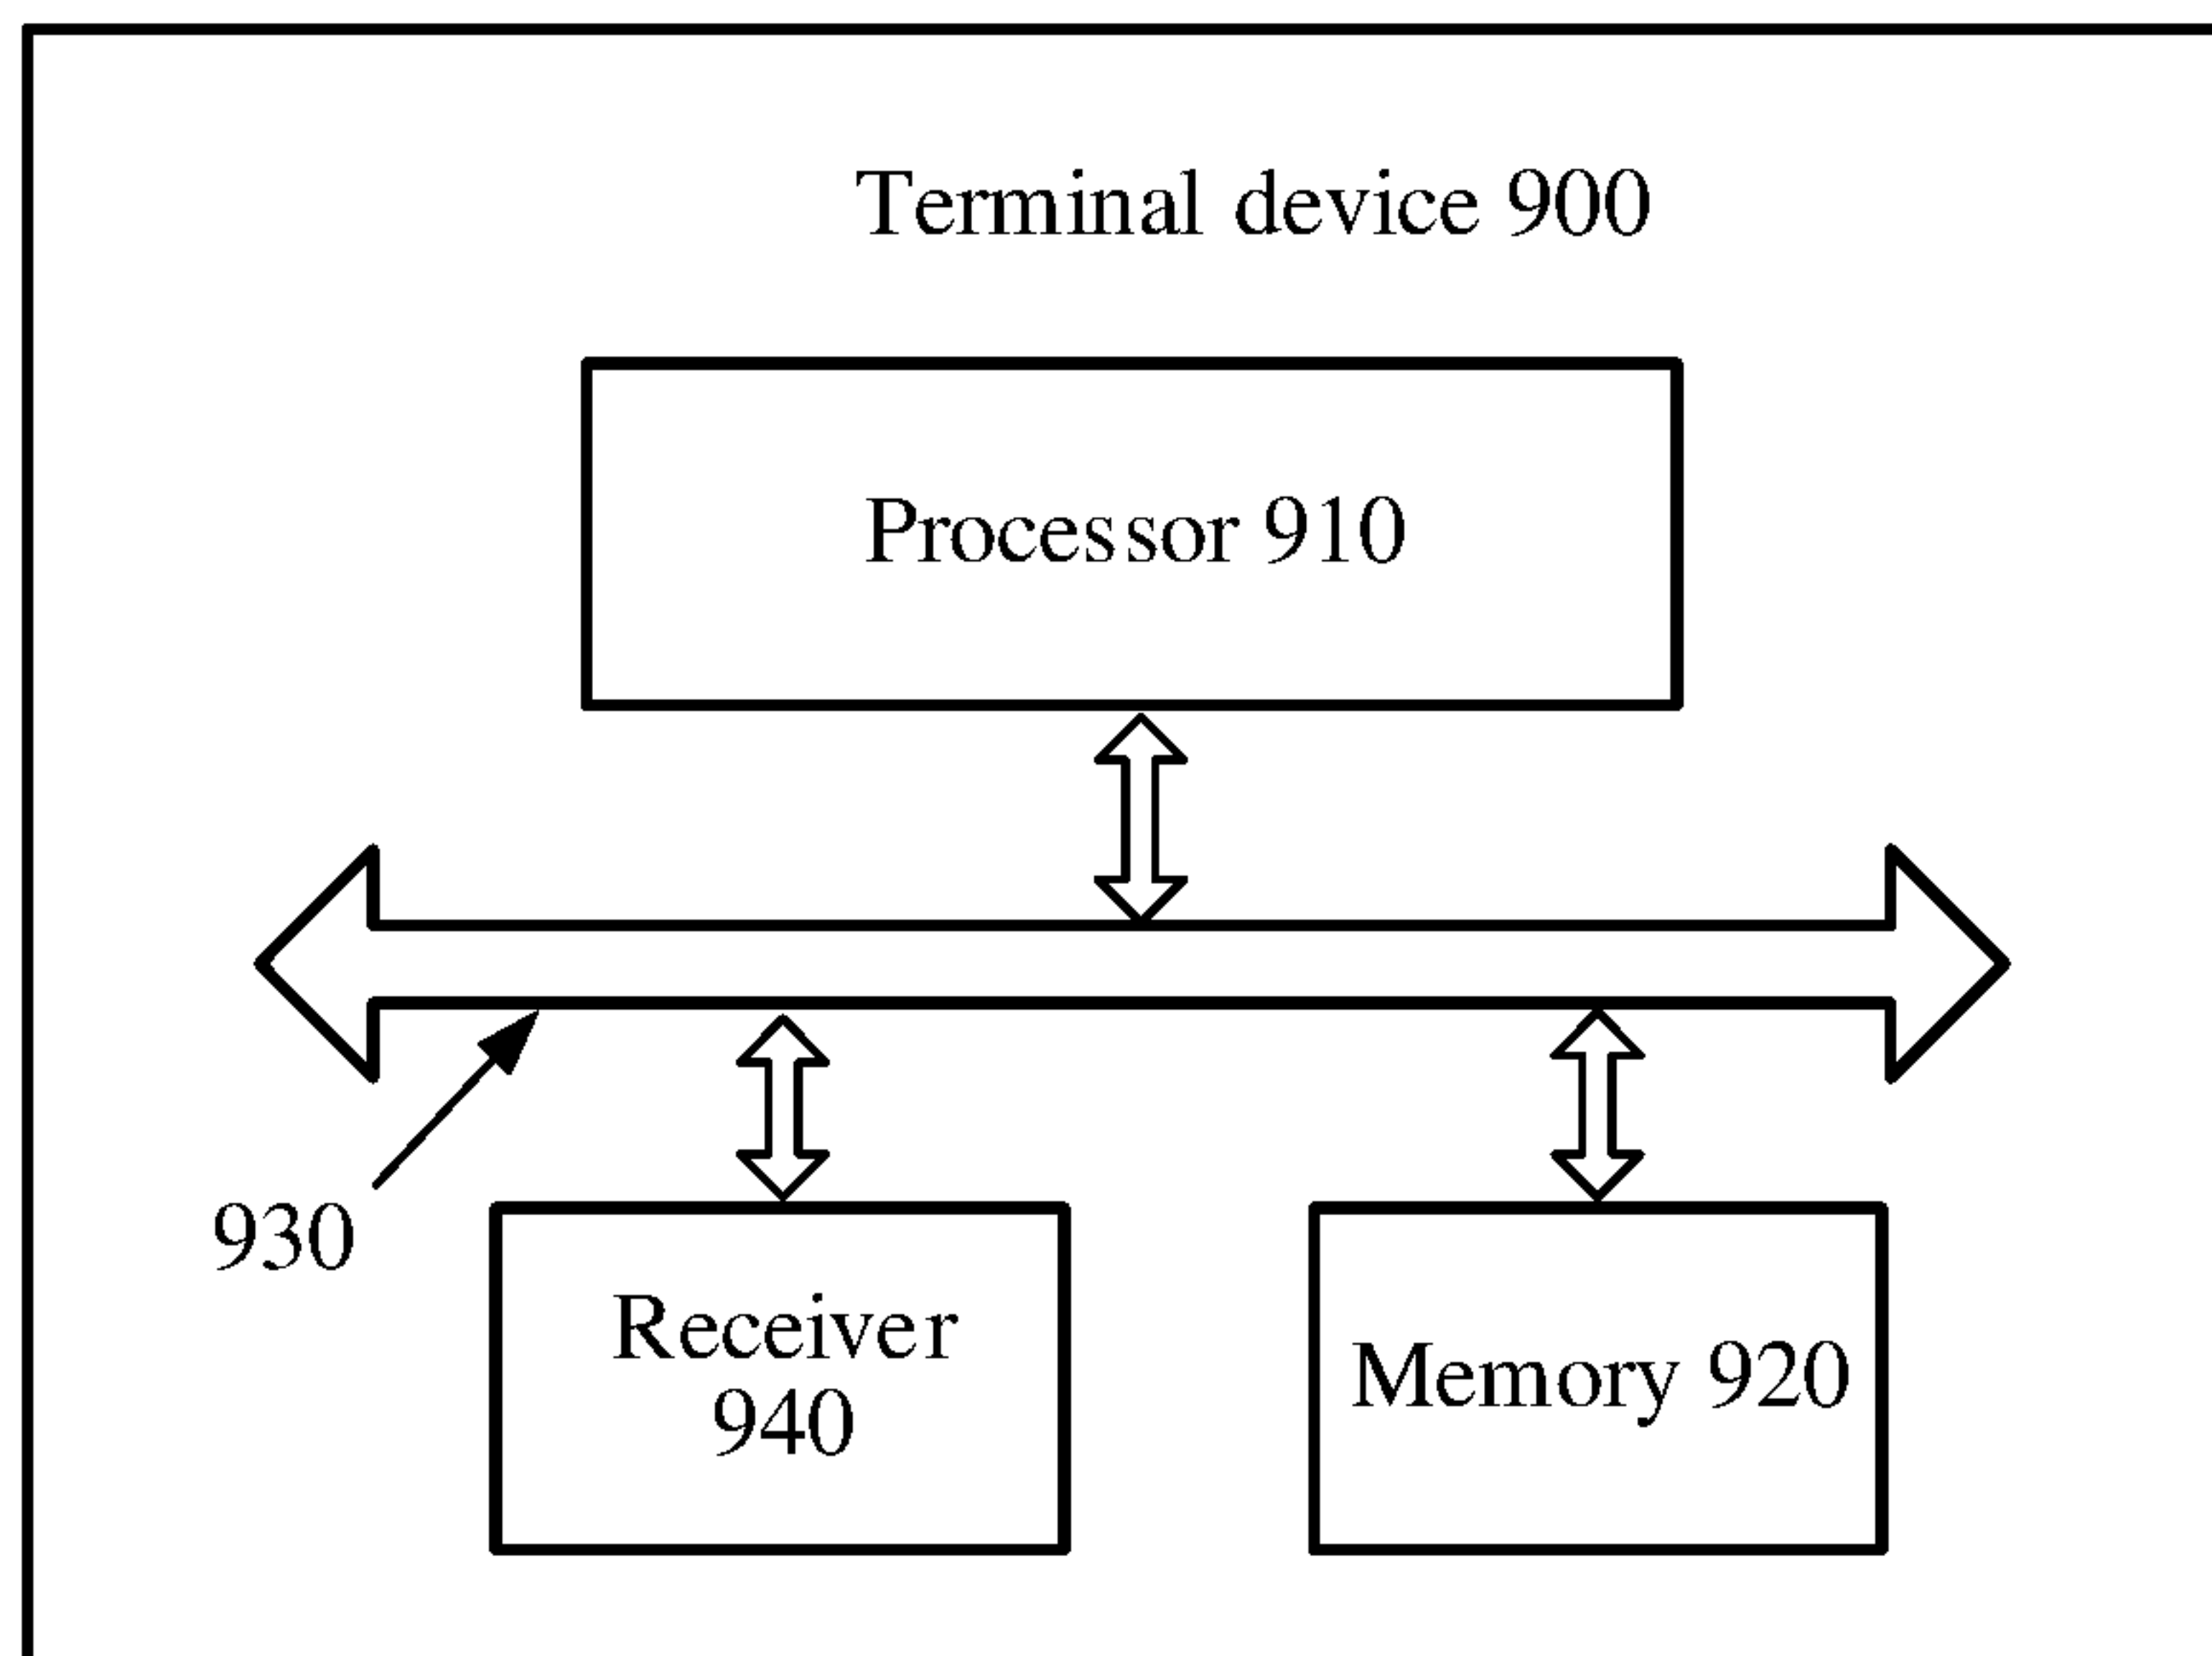 Terminal device 900
Processor 910
930
Receiver
940
Memory 920